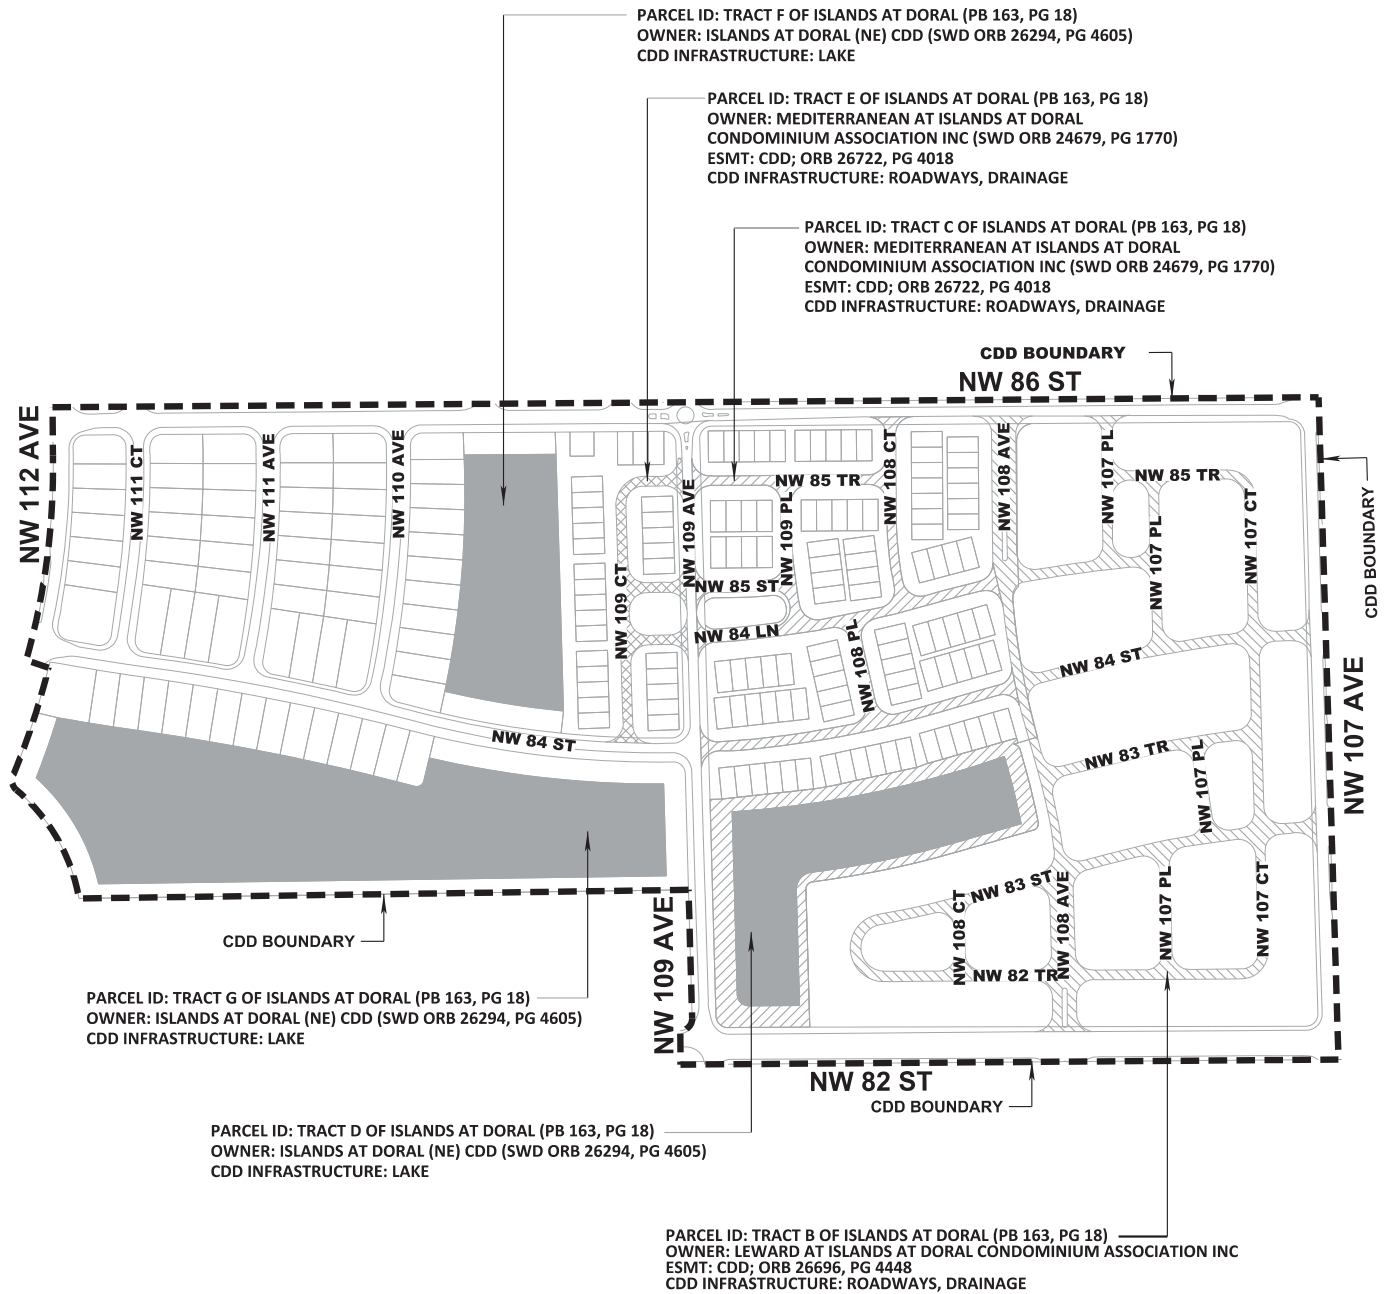 PARCEL ID: TRACT F OF ISLANDS AT DORAL (PB 163, PG 18)
OWNER: ISLANDS AT DORAL (NE) CDD (SWD ORB 26294, PG 4605)
CDD INFRASTRUCTURE: LAKE
PARCEL ID: TRACT E OF ISLANDS AT DORAL (PB 163, PG 18)
OWNER: MEDITERRANEAN AT ISLANDS AT DORAL
CONDOMINIUM ASSOCIATION INC (SWD ORB 24679, PG 1770)
ESMT: CDD; ORB 26722, PG 4018
CDD INFRASTRUCTURE: ROADWAYS, DRAINAGE
PARCEL ID: TRACT C OF ISLANDS AT DORAL (PB 163, PG 18)
OWNER: MEDITERRANEAN AT ISLANDS AT DORAL
CONDOMINIUM ASSOCIATION INC (SWD ORB 24679, PG 1770)
ESMT: CDD; ORB 26722, PG 4018
CDD INFRASTRUCTURE: ROADWAYS, DRAINAGE
CDD BOUNDARY
NW 86 ST
NW 112 AVE
NW 111 CT
NW 111 AVE
NW 110 AVE
NW 109 CT
NW 109 AVE
NW 85 TR
NW 109 PL
NW 108 CT
NW 108 AVE
NW 107 PL
NW 85 TR
NW 107 PL
NW 107 CT
CDD BOUNDARY
NW 85 ST
NW 84 LN
NW 108 PL
NW 84 ST
NW 107 AVE
NW 84 ST
NW 83 TR
NW 107 PL
NW 83 ST
NW 108 CT
NW 108 AVE
NW 107 PL
NW 107 CT
NW 82 TR
CDD BOUNDARY
NW 109 AVE
PARCEL ID: TRACT G OF ISLANDS AT DORAL (PB 163, PG 18)
OWNER: ISLANDS AT DORAL (NE) CDD (SWD ORB 26294, PG 4605)
CDD INFRASTRUCTURE: LAKE
NW 82 ST
CDD BOUNDARY
PARCEL ID: TRACT D OF ISLANDS AT DORAL (PB 163, PG 18)
OWNER: ISLANDS AT DORAL (NE) CDD (SWD ORB 26294, PG 4605)
CDD INFRASTRUCTURE: LAKE
PARCEL ID: TRACT B OF ISLANDS AT DORAL (PB 163, PG 18)
OWNER: LEWARD AT ISLANDS AT DORAL CONDOMINIUM ASSOCIATION INC
ESMT: CDD; ORB 26696, PG 4448
CDD INFRASTRUCTURE: ROADWAYS, DRAINAGE